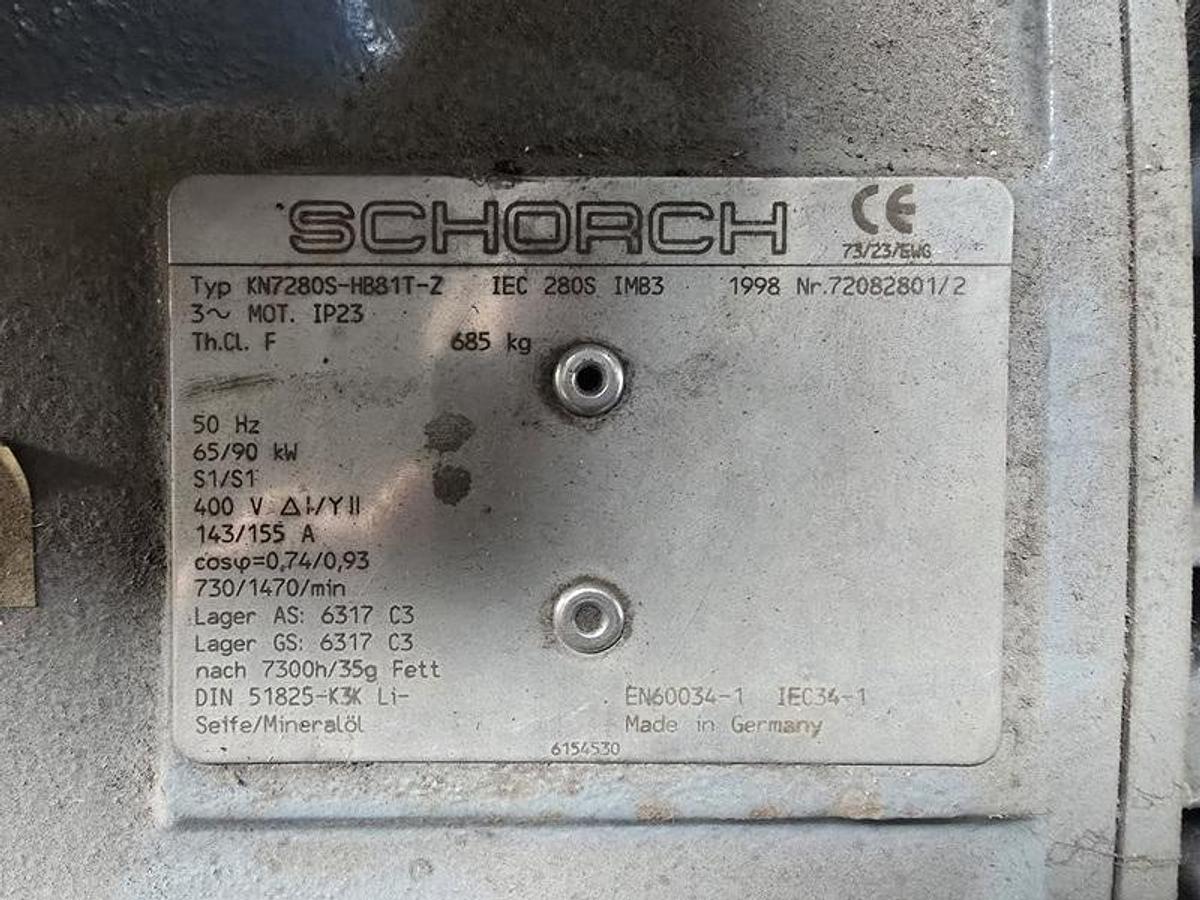 SCHORCH
CE
73/23/EWG
Typ KN7280S-HB81T-Z IEC 280S IMB3 1998 Nr.72082801/2
3~ MOT. IP23
Th.Cl. F 685 kg
50 Hz
65/90 kW
S1/S1
400 V △ I/Y II
143/155 A
cosφ=0,74/0,93
730/1470/min
Lager AS: 6317 C3
Lager GS: 6317 C3
nach 7300h/35g Fett
DIN 51825-K3K Li- EN60034-1 IEC34-1
Seife/Mineralöl Made in Germany
6154530